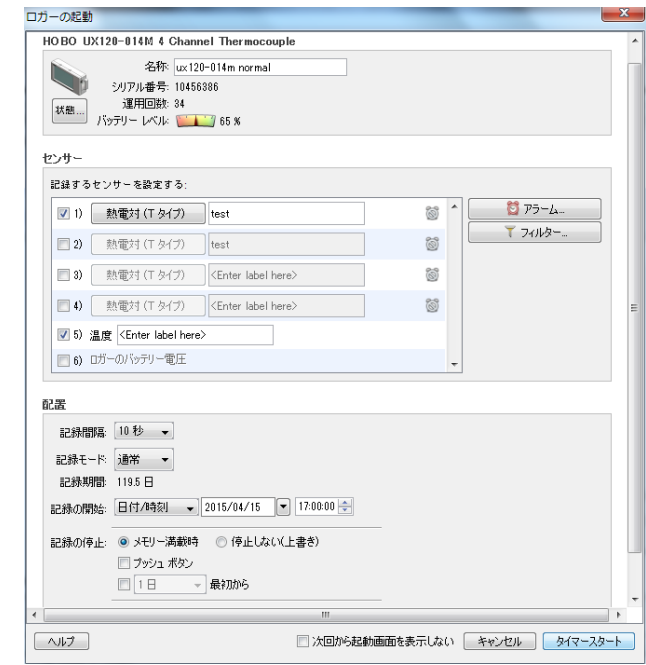 ロガーの起動
HOBO UX120-014M 4 Channel Thermocouple
名称: ux120-014m normal
シリアル番号: 10456386
状態... 運用回数: 34
バッテリー レベル: 65 %
センサー
記録するセンサーを設定する:
1) 熱電対 (T タイプ) test
アラーム...
2) 熱電対 (T タイプ) test
フィルター...
3) 熱電対 (T タイプ) <Enter label here>
4) 熱電対 (T タイプ) <Enter label here>
5) 温度 <Enter label here>
6) ロガーのバッテリー電圧
配置
記録間隔: 10 秒
記録モード: 通常
記録期間: 119.5 日
記録の開始: 日付/時刻 2015/04/15 17:00:00
記録の停止: メモリー満載時 停止しない(上書き)
プッシュ ボタン
1 日 最初から
ヘルプ 次回から起動画面を表示しない キャンセル タイマースタート